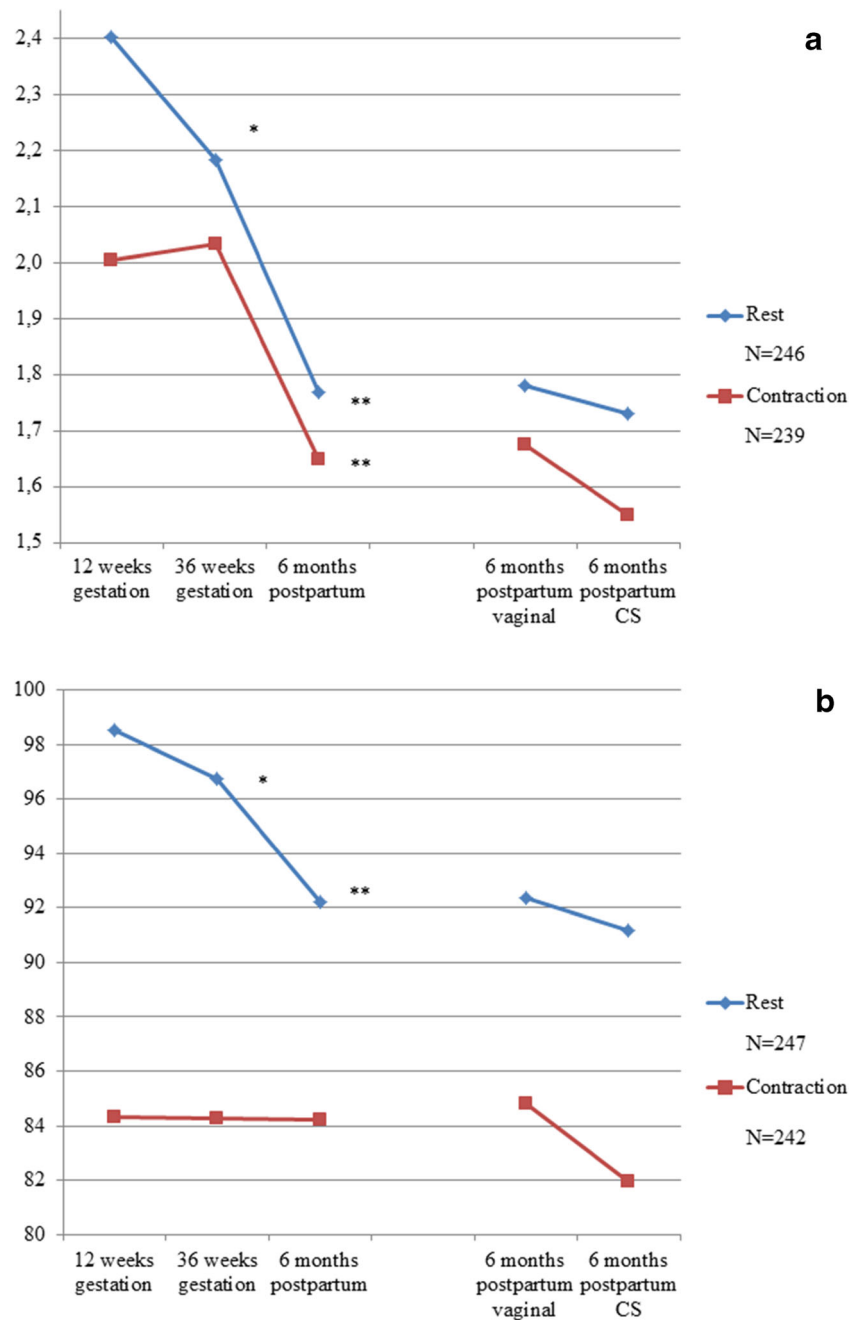 a
2,4
2,3
2,2
2,1
2,0
1,9
1,8
1,7
1,6
1,5
*
**
**
12 weeks
gestation
36 weeks
gestation
6 months
postpartum
6 months
postpartum
vaginal
6 months
postpartum
CS
Rest
N=246
Contraction
N=239
b
100
98
96
94
92
90
88
86
84
82
80
*
**
12 weeks
gestation
36 weeks
gestation
6 months
postpartum
6 months
postpartum
vaginal
6 months
postpartum
CS
Rest
N=247
Contraction
N=242